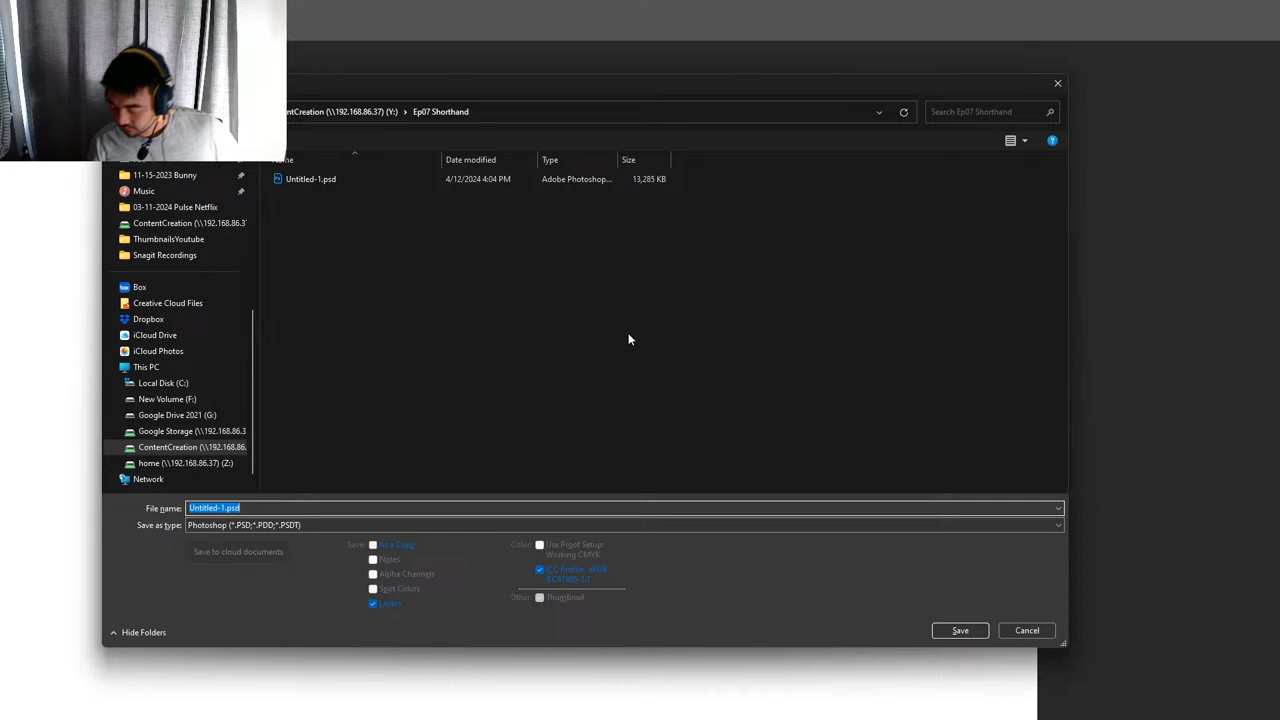 ntCreation (\\192.168.86.37) (Y:) › Ep07 Shorthand
Search Ep07 Shorthand
Date modified
Type
Size
Untitled-1.psd
4/12/2024 4:04 PM
Adobe Photoshop...
13,285 KB
11-15-2023 Bunny
Music
03-11-2024 Pulse Netflix
ContentCreation (\\192.168.86.37
ThumbnailsYoutube
Snagit Recordings
Box
Creative Cloud Files
Dropbox
iCloud Drive
iCloud Photos
This PC
Local Disk (C:)
New Volume (F:)
Google Drive 2021 (G:)
Google Storage (\\192.168.86.3
ContentCreation (\\192.168.86.
home (\\192.168.86.37) (Z:)
Network
File name:
Untitled-1.psd
Save as type:
Photoshop (*.PSD;*.PDD;*.PSDT)
Save to cloud documents
Save:
As a Copy
Notes
Alpha Channels
Spot Colors
Layers
Color:
Use Proof Setup:
Working CMYK
ICC Profile: sRGB
IEC61966-2.1
Other:
Thumbnail
Hide Folders
Save
Cancel